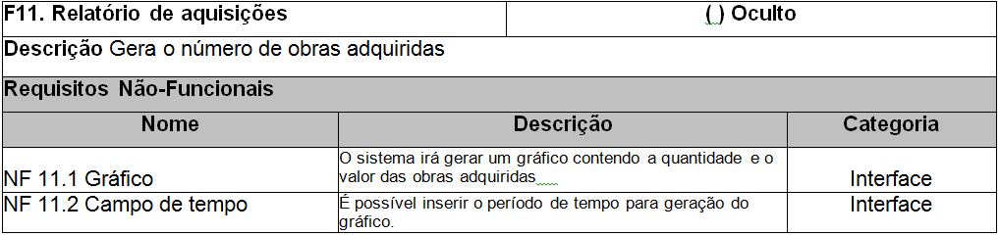 F11. Relatório de aquisições ( ) Oculto
Descrição Gera o número de obras adquiridas
Requisitos Não-Funcionais
Nome Descrição Categoria
NF 11.1 Gráfico O sistema irá gerar um gráfico contendo a quantidade e o
valor das obras adquiridas Interface
NF 11.2 Campo de tempo É possível inserir o período de tempo para geração do
gráfico. Interface